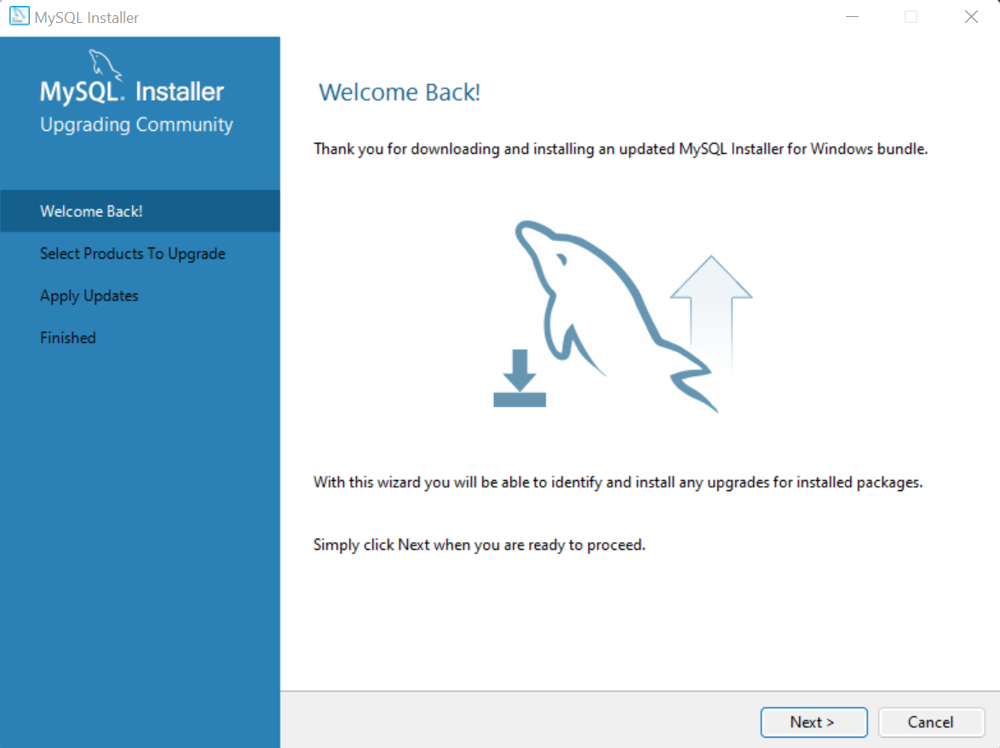 MySQL Installer
MySQL. Installer
Upgrading Community
Welcome Back!
Select Products To Upgrade
Apply Updates
Finished
Welcome Back!
Thank you for downloading and installing an updated MySQL Installer for Windows bundle.
With this wizard you will be able to identify and install any upgrades for installed packages.
Simply click Next when you are ready to proceed.
Next >
Cancel